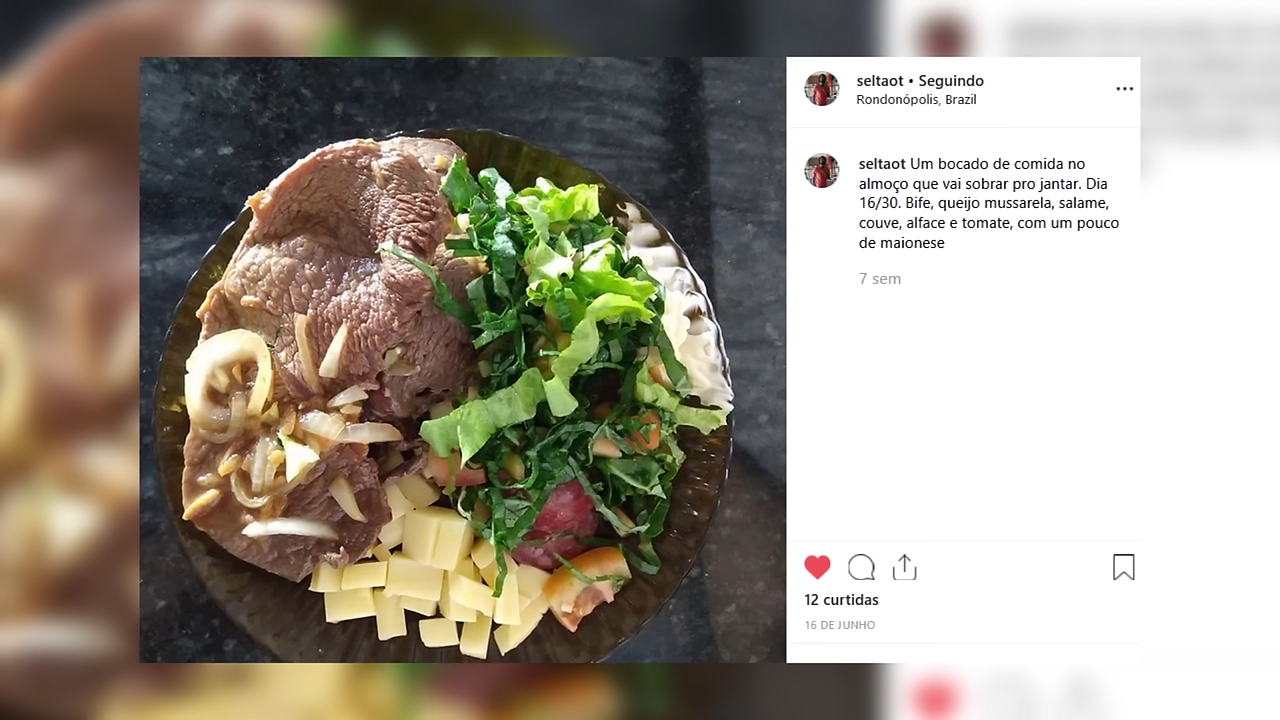 seltaot • Seguindo
Rondonópolis, Brazil
seltaot Um bocado de comida no
almoço que vai sobrar pro jantar. Dia
16/30. Bife, queijo mussarela, salame,
couve, alface e tomate, com um pouco
de maionese
7 sem
12 curtidas
16 DE JUNHO